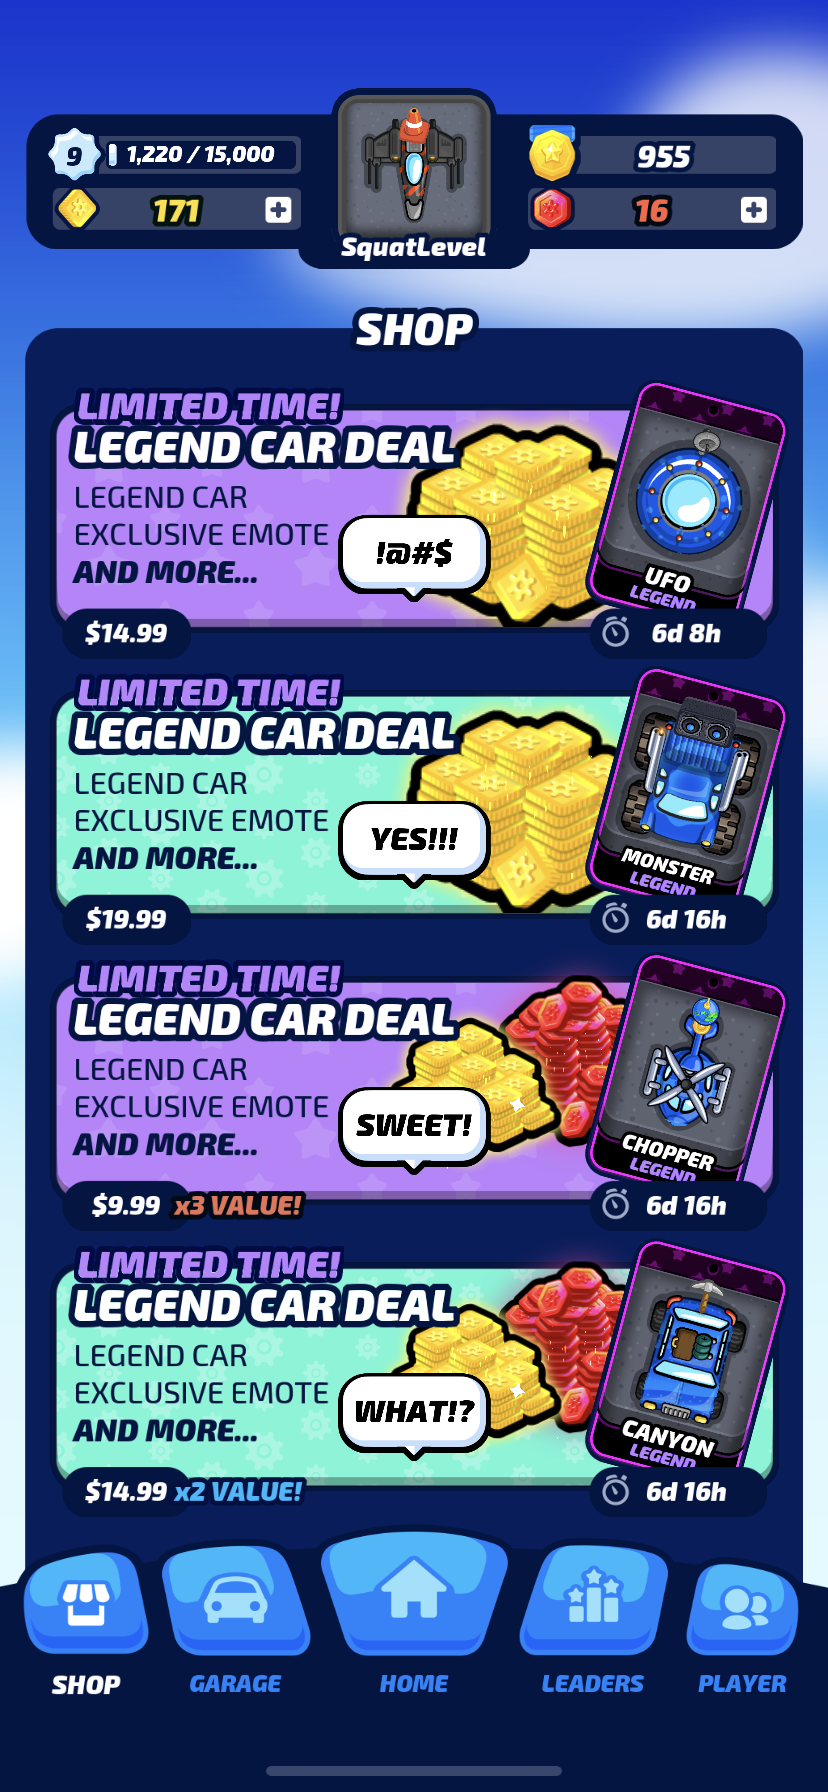 9
1,220 / 15,000
171
SquatLevel
955
16
SHOP
LIMITED TIME!
LEGEND CAR DEAL
LEGEND CAR
EXCLUSIVE EMOTE
AND MORE...
!@#$
UFO
LEGEND
$14.99
6d 8h
LIMITED TIME!
LEGEND CAR DEAL
LEGEND CAR
EXCLUSIVE EMOTE
AND MORE...
YES!!!
MONSTER
LEGEND
$19.99
6d 16h
LIMITED TIME!
LEGEND CAR DEAL
LEGEND CAR
EXCLUSIVE EMOTE
AND MORE...
SWEET!
CHOPPER
LEGEND
$9.99 x3 VALUE!
6d 16h
LIMITED TIME!
LEGEND CAR DEAL
LEGEND CAR
EXCLUSIVE EMOTE
AND MORE...
WHAT!?
CANYON
LEGEND
$14.99 x2 VALUE!
6d 16h
SHOP
GARAGE
HOME
LEADERS
PLAYER